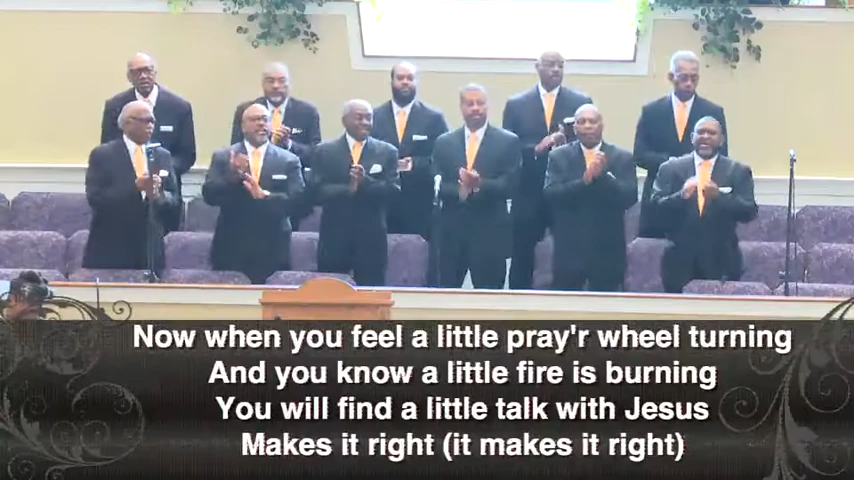 Now when you feel a little pray'r wheel turning
And you know a little fire is burning
You will find a little talk with Jesus
Makes it right (it makes it right)